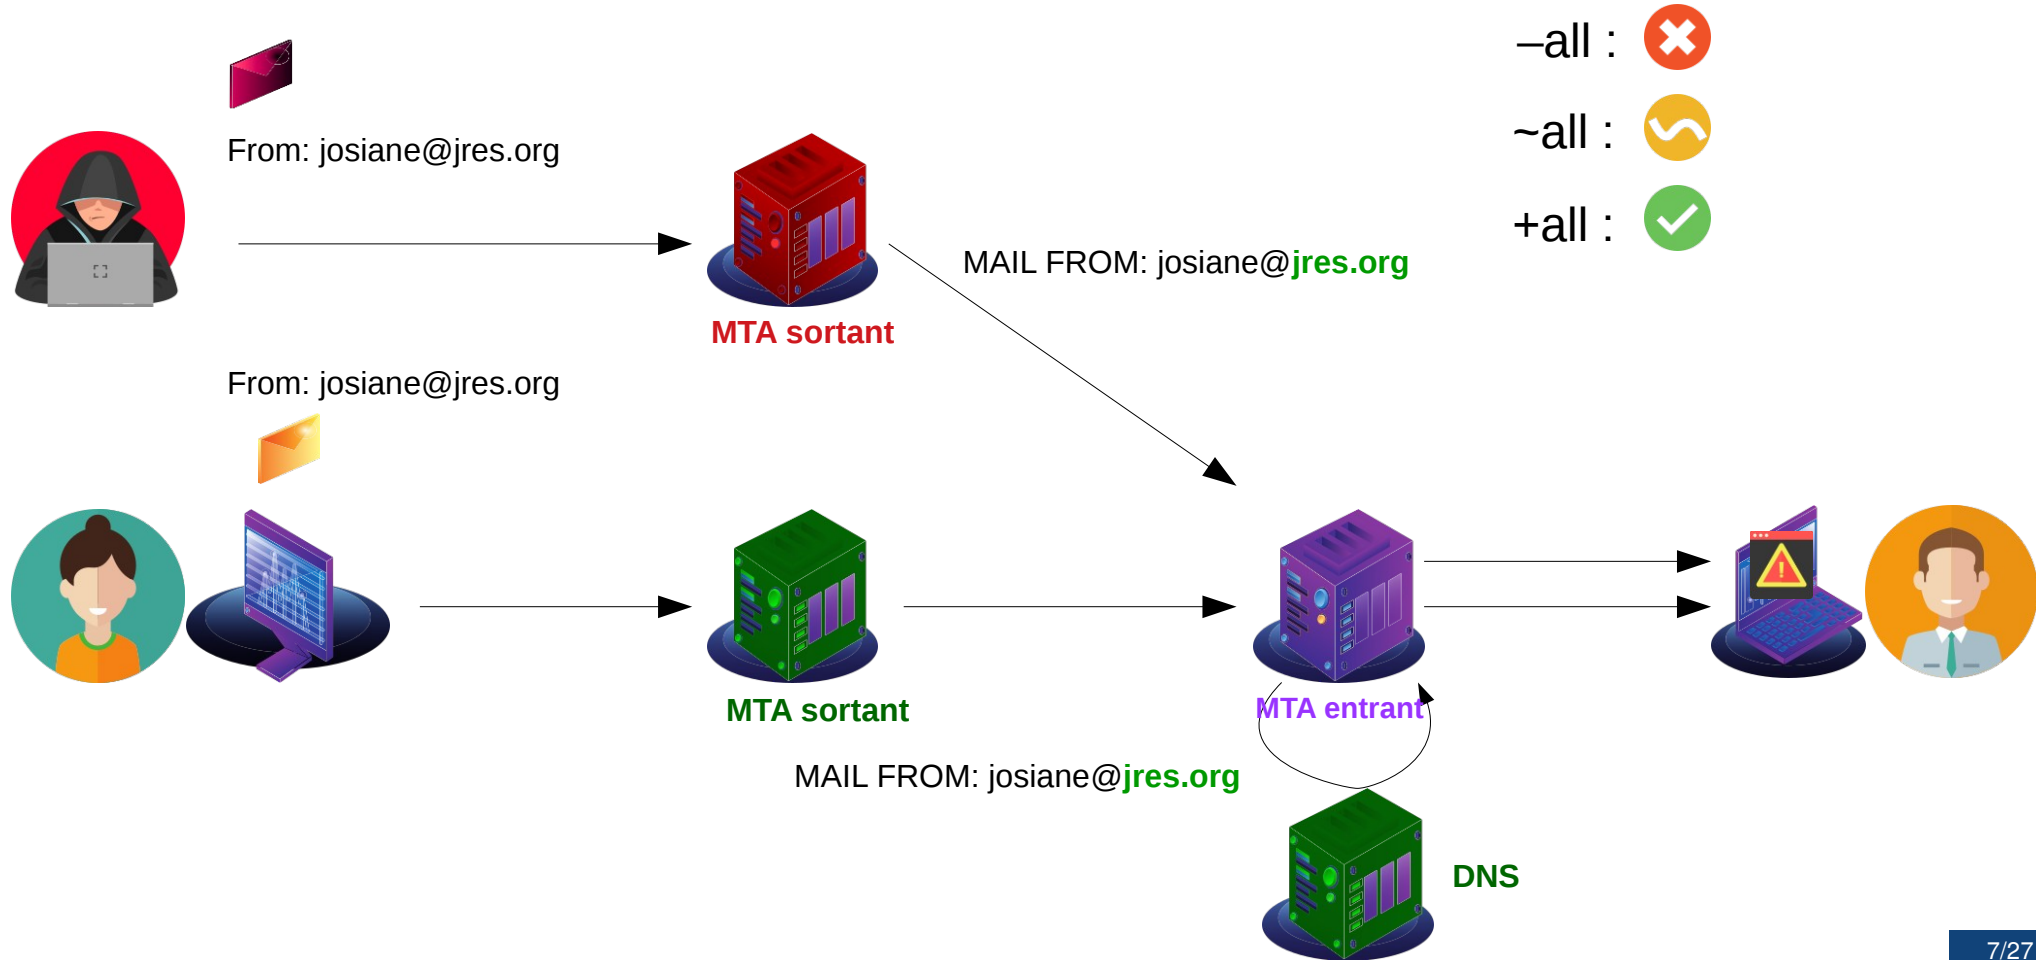 –all :
~all :
+all :
From: josiane@jres.org
MAIL FROM: josiane@jres.org
MTA sortant
From: josiane@jres.org
MTA sortant
MTA entrant
MAIL FROM: josiane@jres.org
DNS
7/27